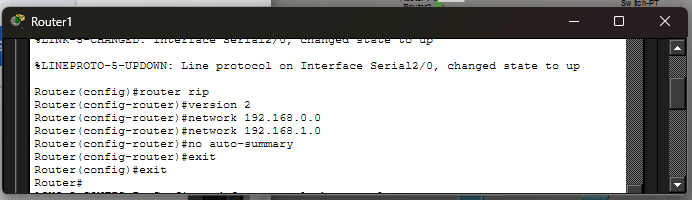 Switch-PT
Router1
%LINK-5-CHANGED: Interface Serial2/0, changed state to up
%LINEPROTO-5-UPDOWN: Line protocol on Interface Serial2/0, changed state to up
Router(config)#router rip
Router(config-router)#version 2
Router(config-router)#network 192.168.0.0
Router(config-router)#network 192.168.1.0
Router(config-router)#no auto-summary
Router(config-router)#exit
Router(config)#exit
Router#